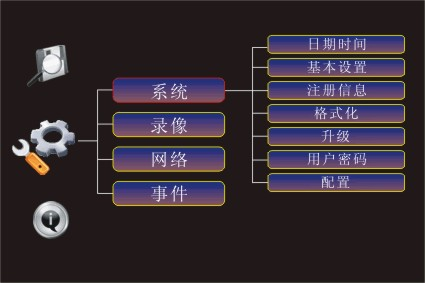 系统
录像
网络
事件
日期时间
基本设置
注册信息
格式化
升级
用户密码
配置